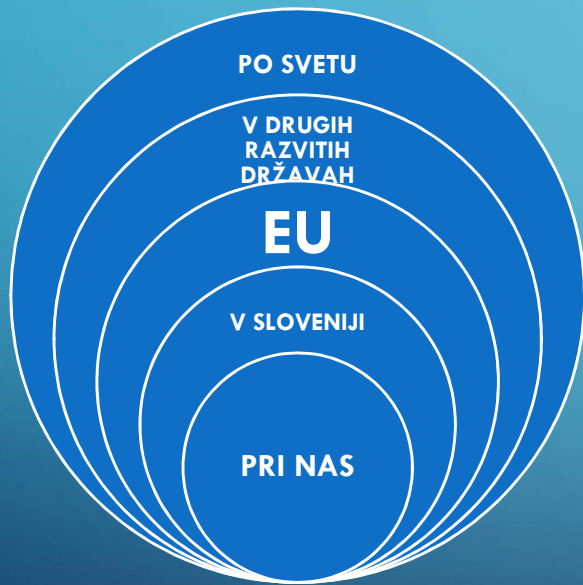 PO SVETU
V DRUGIH
RAZVITIH
DRŽAVAH
EU
V SLOVENIJI
PRI NAS